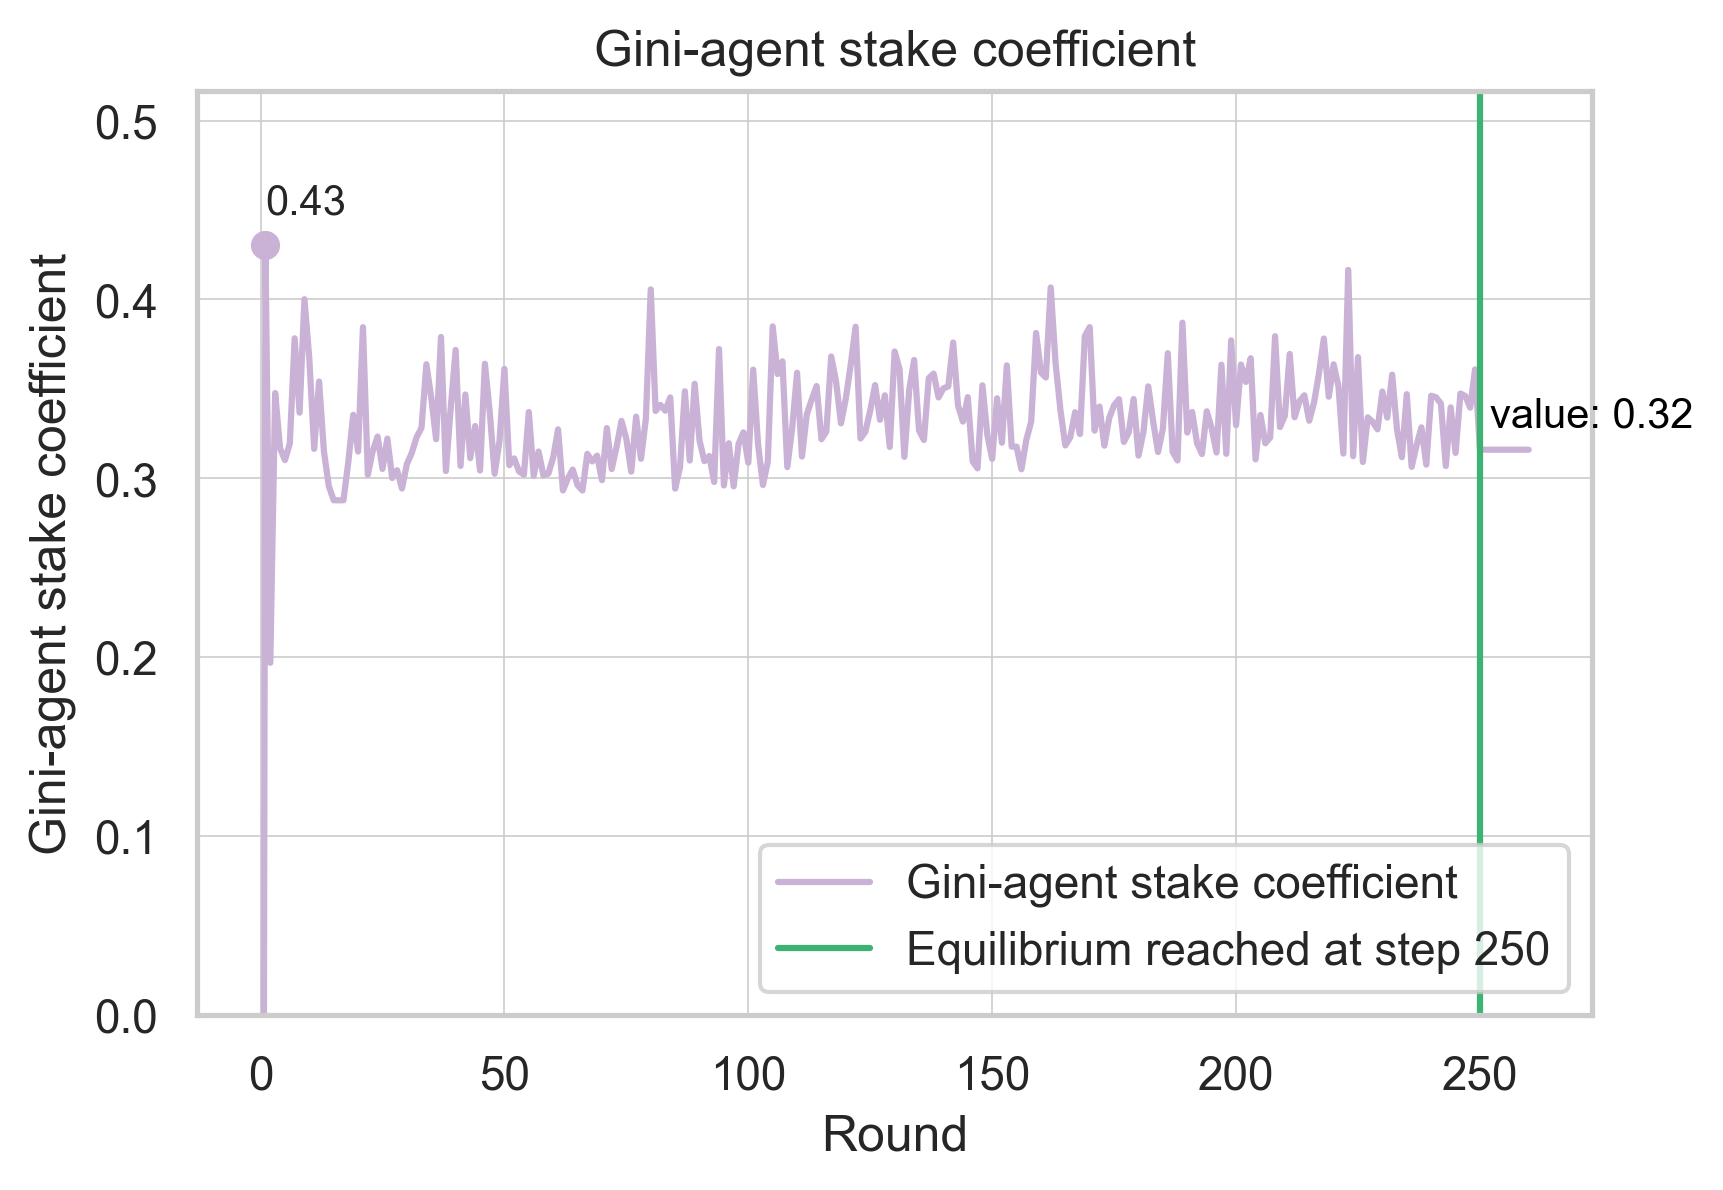 Gini-agent stake coefficient
0.5
0.4
0.3
0.2
0.1
0.0
Gini-agent stake coefficient
0.43
value: 0.32
Gini-agent stake coefficient
Equilibrium reached at step 250
0
50
100
150
200
250
Round